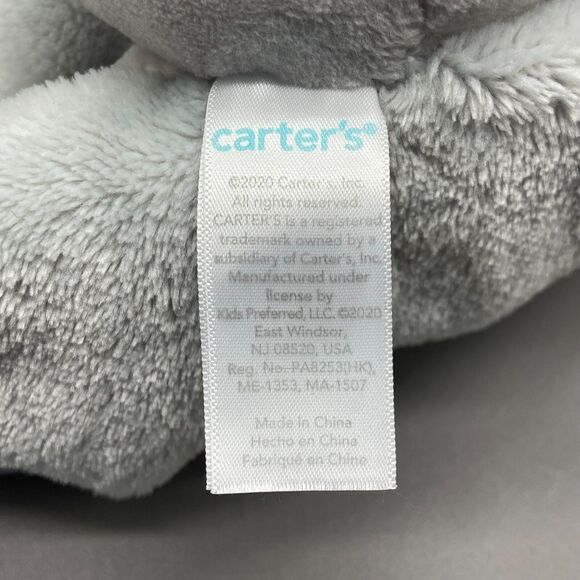 carter's®
©2020 Carter's, Inc.
All rights reserved.
CARTER'S is a registered
trademark owned by a
subsidiary of Carter's, Inc.
Manufactured under
license by
Kids Preferred, LLC. ©2020
East Windsor,
NJ 08520, USA
Reg. No.-PA8253(HK),
ME-1353, MA-1507
Made in China
Hecho en China
Fabriqué en Chine